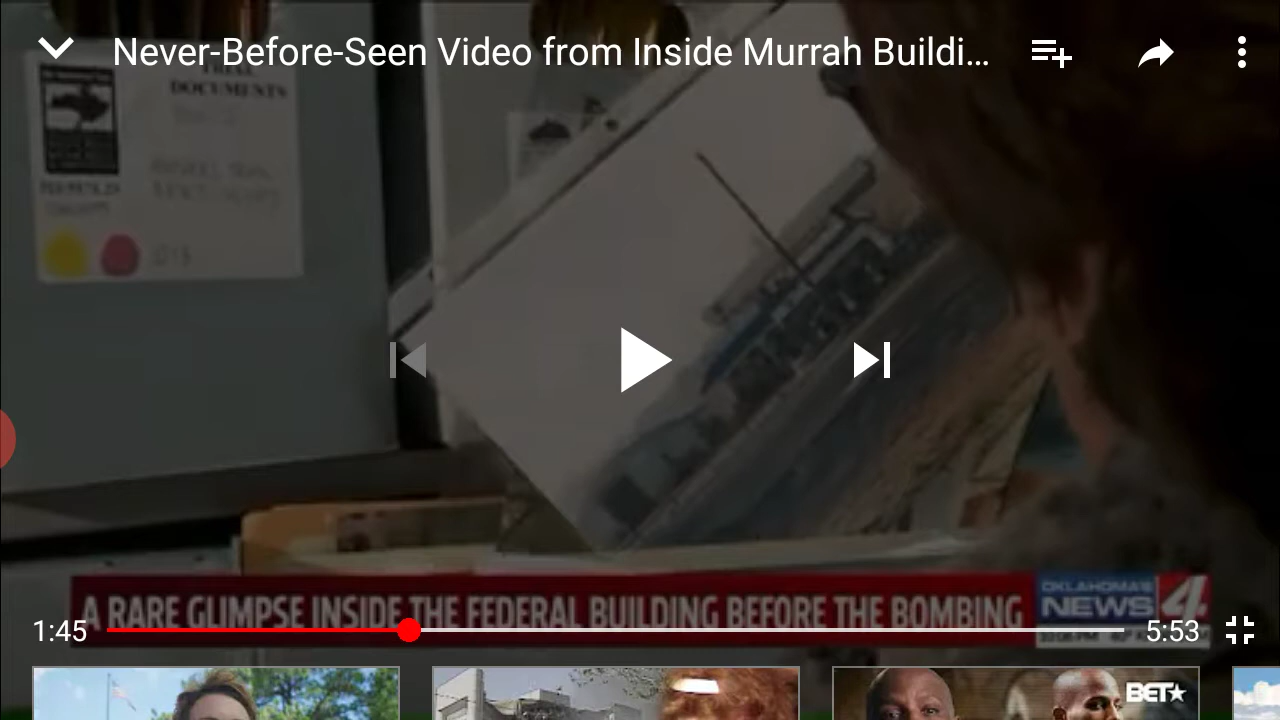 Never-Before-Seen Video from Inside Murrah Buildi...
DOCUMENTS
A RARE GLIMPSE INSIDE THE FEDERAL BUILDING BEFORE THE BOMBING
OKLAHOMA'S
NEWS 4
1:45
5:53
BET